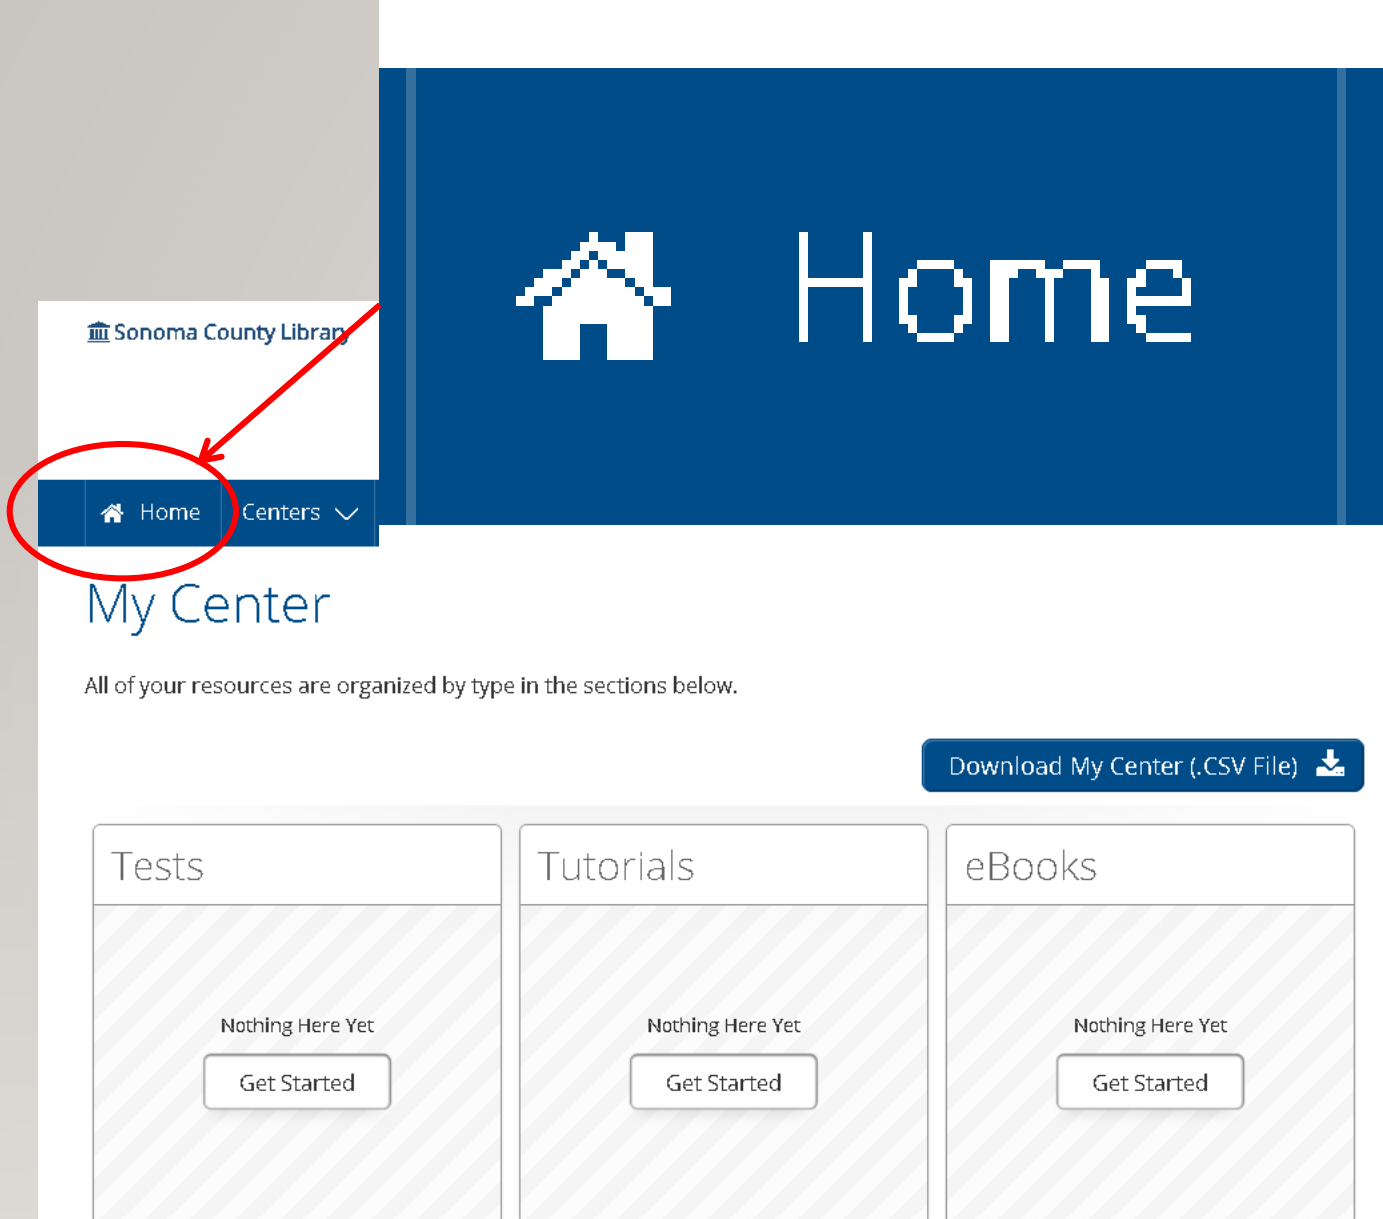 Home
Sonoma County Library
Home Centers
My Center
All of your resources are organized by type in the sections below.
Download My Center (.CSV File)
Tests Tutorials eBooks
Nothing Here Yet Nothing Here Yet Nothing Here Yet
Get Started Get Started Get Started